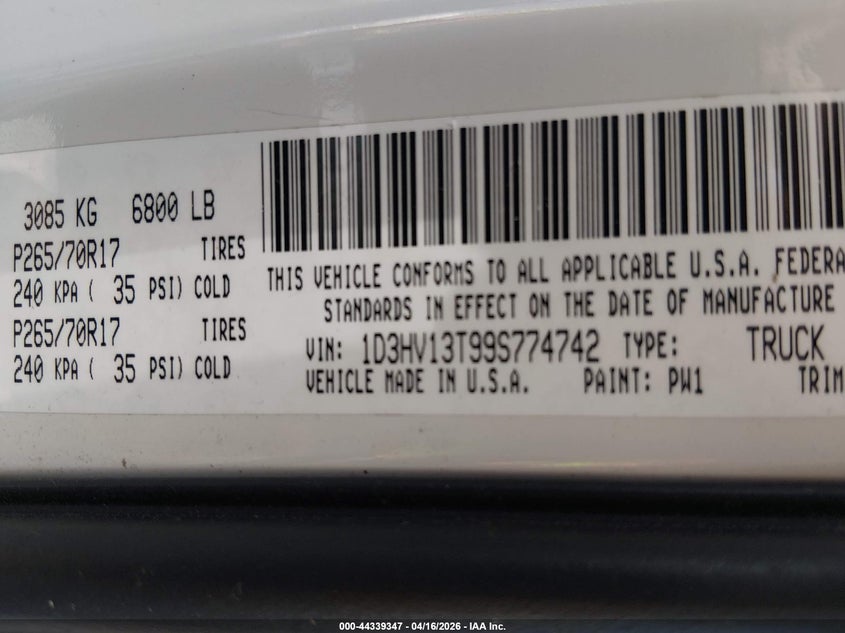 3085 KG 6800 LB
P265/70R17 TIRES
240 KPA ( 35 PSI) COLD
P265/70R17 TIRES
240 KPA ( 35 PSI) COLD
THIS VEHICLE CONFORMS TO ALL APPLICABLE U.S.A. FEDERA
STANDARDS IN EFFECT ON THE DATE OF MANUFACTURE
VIN: 1D3HV13T99S774742 TYPE: TRUCK
VEHICLE MADE IN U.S.A. PAINT: PW1 TRIM
000-44339347 - 04/16/2026 - IAA Inc.